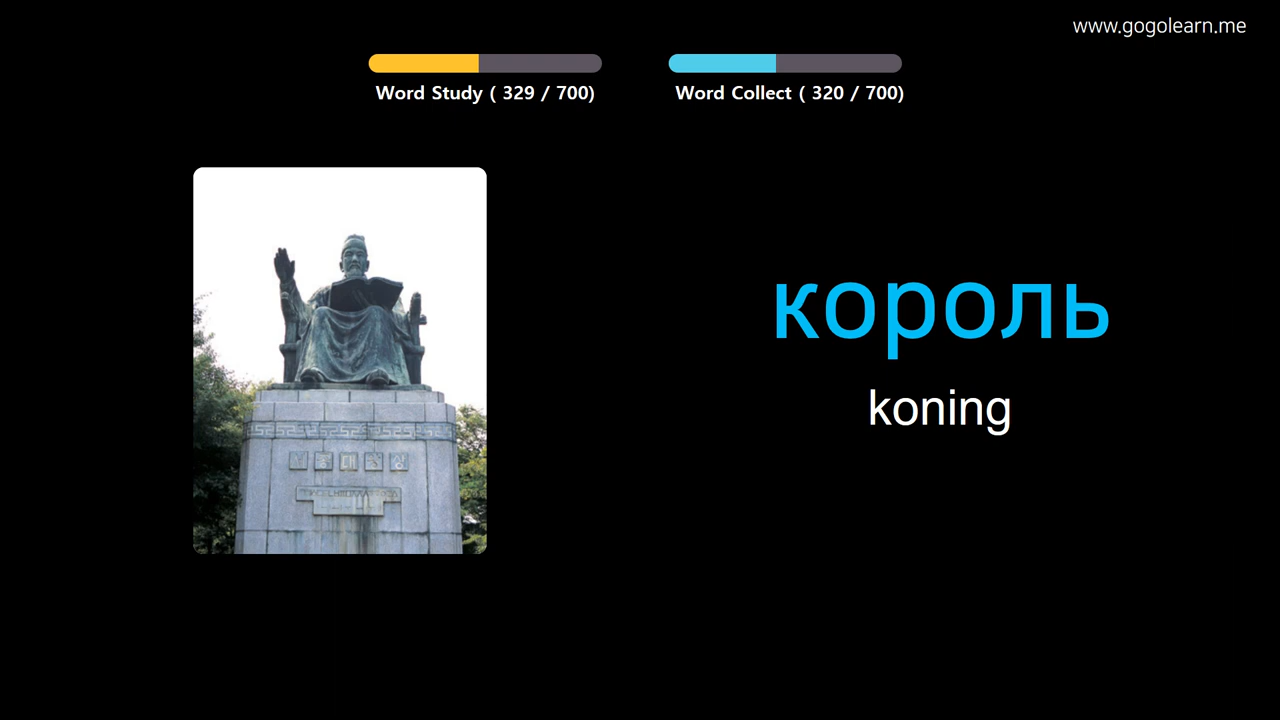 www.gogolearn.me
Word Study ( 329 / 700)
Word Collect ( 320 / 700)
король
koning